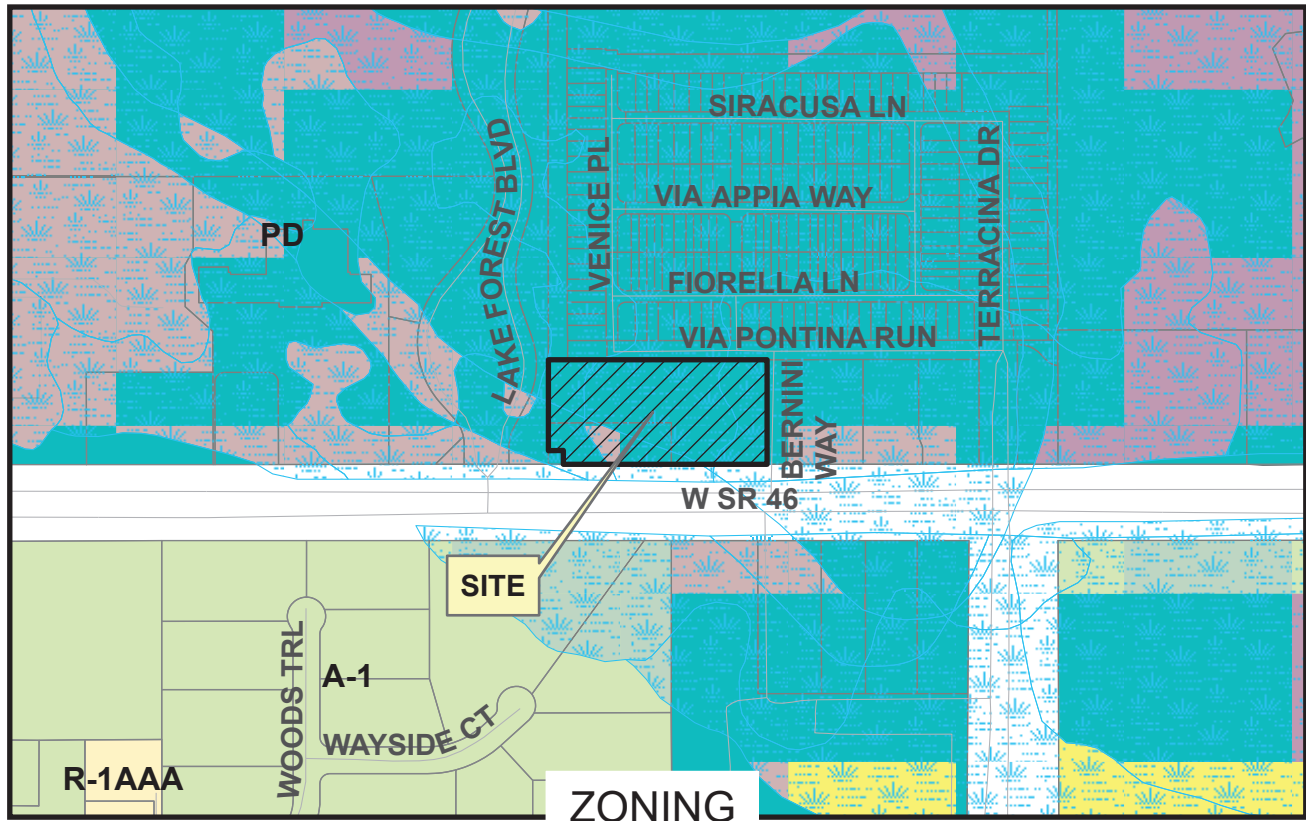 SIRACUSA LN
LAKE FOREST BLVD
VENICE PL
TERRACINA DR
VIA APPIA WAY
PD
FIORELLA LN
VIA PONTINA RUN
BERNINI
WAY
W SR 46
SITE
WOODS TRL
A-1
WAYSIDE CT
R-1AAA
ZONING